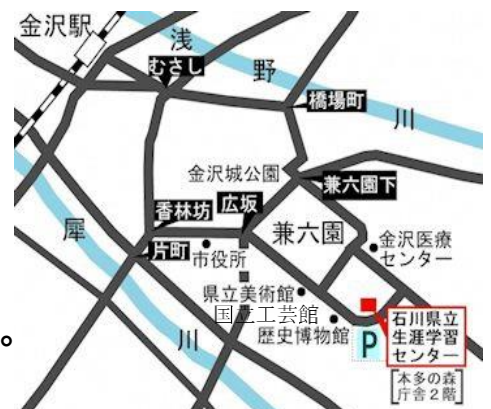 金沢駅
浅
野
川
むさし
橋場町
金沢城公園
兼六園下
香林坊
広坂
兼六園
片町
市役所
金沢医療
センター
犀
川
県立美術館
国立工芸館
歴史博物館
P
石川県立
生涯学習
センター
本多の森
庁舎2階
。